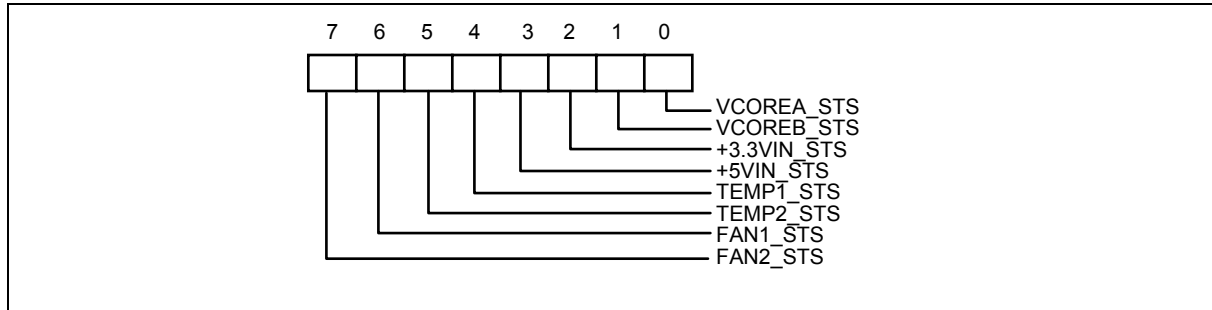 7 6 5 4 3 2 1 0
VCOREA_STS
VCOREB_STS
+3.3VIN_STS
+5VIN_STS
TEMP1_STS
TEMP2_STS
FAN1_STS
FAN2_STS